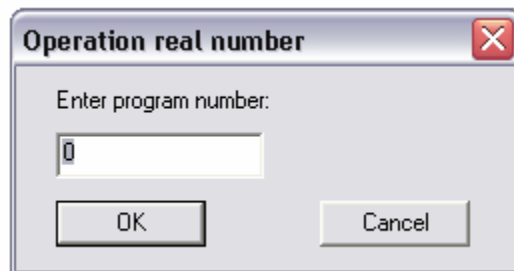 Operation real number
Enter program number:
0
OK
Cancel